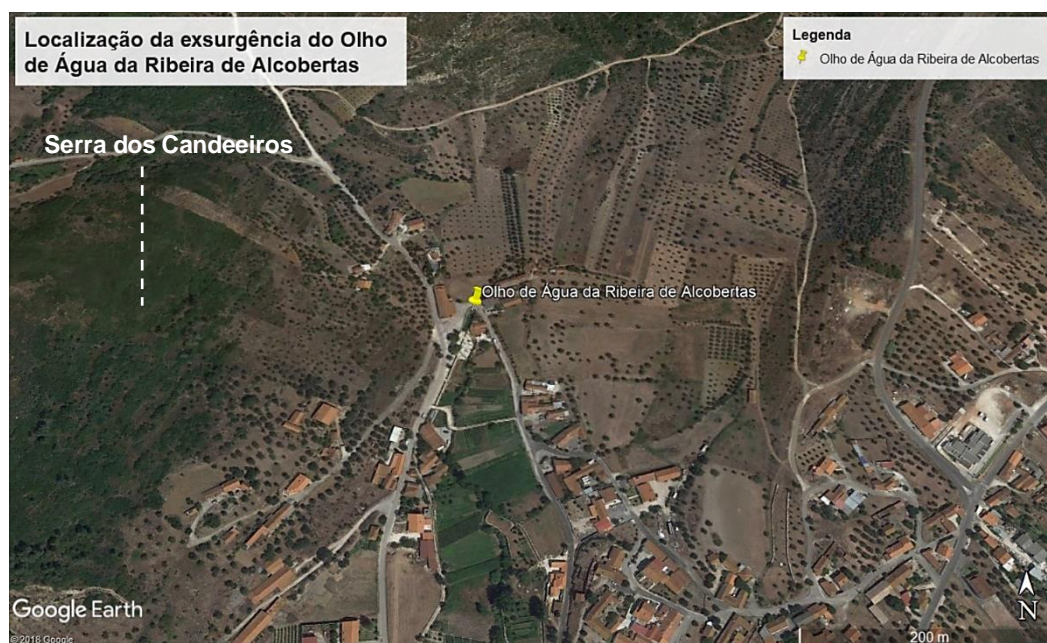 Localização da exsurgência do Olho
de Água da Ribeira de Alcobertas
Legenda
Olho de Água da Ribeira de Alcobertas
Serra dos Candeeiros
Olho de Água da Ribeira de Alcobertas
Google Earth
©2018 Google
N
200 m